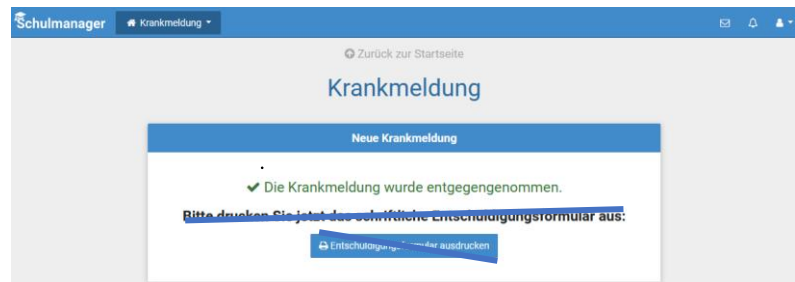 Schulmanager Krankmeldung
Zurück zur Startseite
Krankmeldung
Neue Krankmeldung
Die Krankmeldung wurde entgegengenommen.
Bitte drucken Sie jetzt das schriftliche Entschuldigungsformular aus:
Entschuldigungsformular ausdrucken